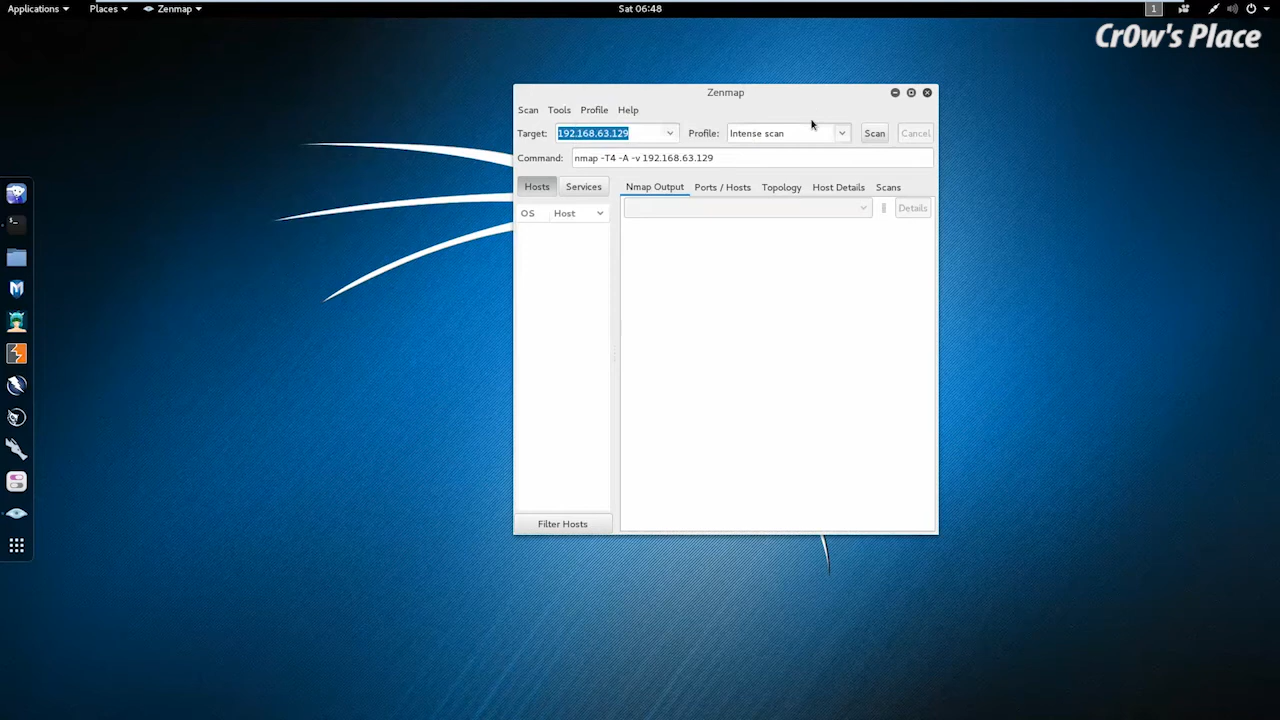 Applications Places Zenmap Sat 06:48 1
Cr0w's Place
Zenmap
Scan Tools Profile Help
Target: 192.168.63.129 Profile: Intense scan Scan Cancel
Command: nmap -T4 -A -v 192.168.63.129
Hosts Services Nmap Output Ports / Hosts Topology Host Details Scans
OS Host Details
Filter Hosts